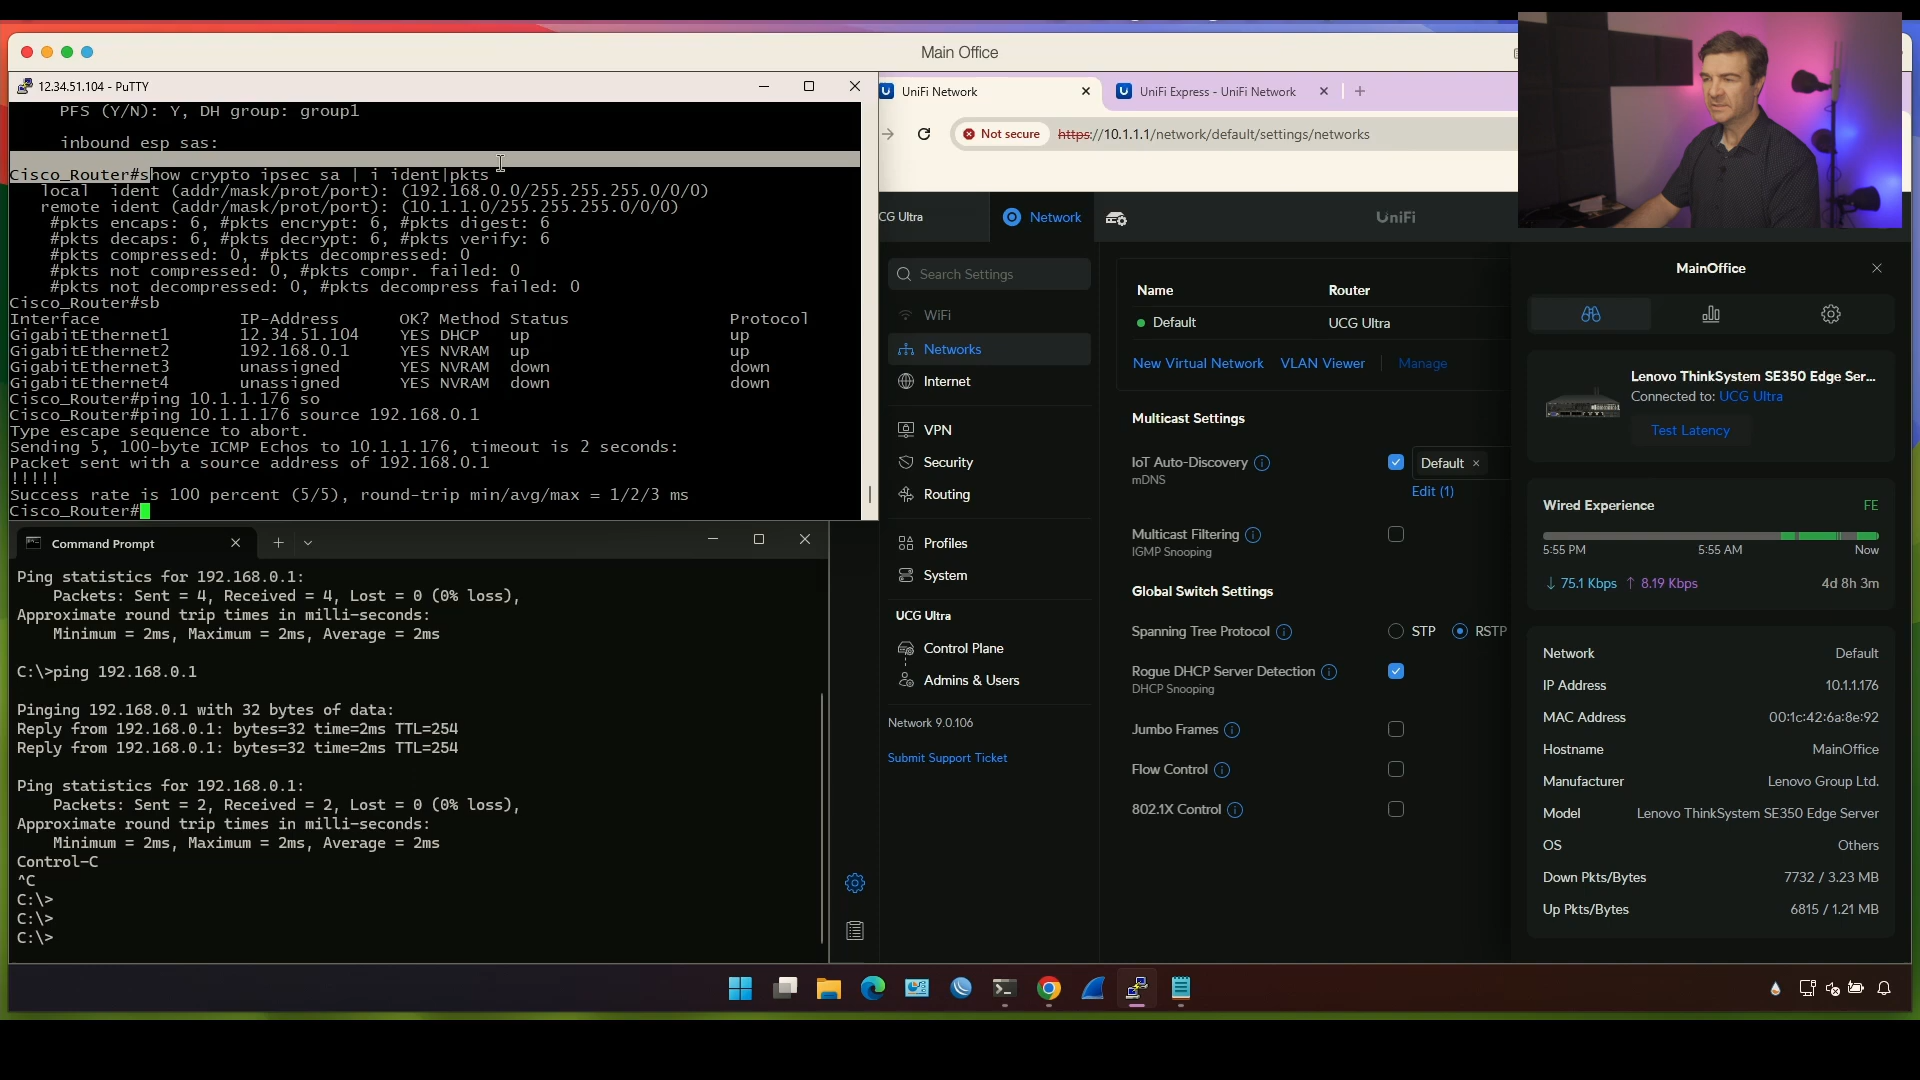 Main Office
12.34.51.104 - PuTTY
PFS (Y/N): Y, DH group: group1
inbound esp sas:
Cisco_Router#show crypto ipsec sa | i ident|pkts
local  ident (addr/mask/prot/port): (192.168.0.0/255.255.255.0/0/0)
remote ident (addr/mask/prot/port): (10.1.1.0/255.255.255.0/0/0)
#pkts encaps: 6, #pkts encrypt: 6, #pkts digest: 6
#pkts decaps: 6, #pkts decrypt: 6, #pkts verify: 6
#pkts compressed: 0, #pkts decompressed: 0
#pkts not compressed: 0, #pkts compr. failed: 0
#pkts not decompressed: 0, #pkts decompress failed: 0
Cisco_Router#sb
Interface IP-Address OK? Method Status Protocol
GigabitEthernet1 12.34.51.104 YES DHCP up up
GigabitEthernet2 192.168.0.1 YES NVRAM up up
GigabitEthernet3 unassigned YES NVRAM down down
GigabitEthernet4 unassigned YES NVRAM down down
Cisco_Router#ping 10.1.1.176 so
Cisco_Router#ping 10.1.1.176 source 192.168.0.1
Type escape sequence to abort.
Sending 5, 100-byte ICMP Echos to 10.1.1.176, timeout is 2 seconds:
Packet sent with a source address of 192.168.0.1
!!!!!
Success rate is 100 percent (5/5), round-trip min/avg/max = 1/2/3 ms
Cisco_Router#
Command Prompt
Ping statistics for 192.168.0.1:
Packets: Sent = 4, Received = 4, Lost = 0 (0% loss),
Approximate round trip times in milli-seconds:
Minimum = 2ms, Maximum = 2ms, Average = 2ms
C:\>ping 192.168.0.1
Pinging 192.168.0.1 with 32 bytes of data:
Reply from 192.168.0.1: bytes=32 time=2ms TTL=254
Reply from 192.168.0.1: bytes=32 time=2ms TTL=254
Ping statistics for 192.168.0.1:
Packets: Sent = 2, Received = 2, Lost = 0 (0% loss),
Approximate round trip times in milli-seconds:
Minimum = 2ms, Maximum = 2ms, Average = 2ms
Control-C
^C
C:\>
C:\>
C:\>
UniFi Network
UniFi Express - UniFi Network
Not secure https://10.1.1.1/network/default/settings/networks
CG Ultra
Network
UniFi
Search Settings
WiFi
Networks
Internet
VPN
Security
Routing
Profiles
System
UCG Ultra
Control Plane
Admins & Users
Network 9.0.106
Submit Support Ticket
Name Router
Default UCG Ultra
New Virtual Network VLAN Viewer Manage
Multicast Settings
IoT Auto-Discovery Default ×
mDNS
Edit (1)
Multicast Filtering
IGMP Snooping
Global Switch Settings
Spanning Tree Protocol STP RSTP
Rogue DHCP Server Detection
DHCP Snooping
Jumbo Frames
Flow Control
802.1X Control
MainOffice
Lenovo ThinkSystem SE350 Edge Ser...
Connected to: UCG Ultra
Test Latency
Wired Experience FE
5:55 PM 5:55 AM Now
↓ 75.1 Kbps ↑ 8.19 Kbps 4d 8h 3m
Network Default
IP Address 10.1.1.176
MAC Address 00:1c:42:6a:8e:92
Hostname MainOffice
Manufacturer Lenovo Group Ltd.
Model Lenovo ThinkSystem SE350 Edge Server
OS Others
Down Pkts/Bytes 7732 / 3.23 MB
Up Pkts/Bytes 6815 / 1.21 MB